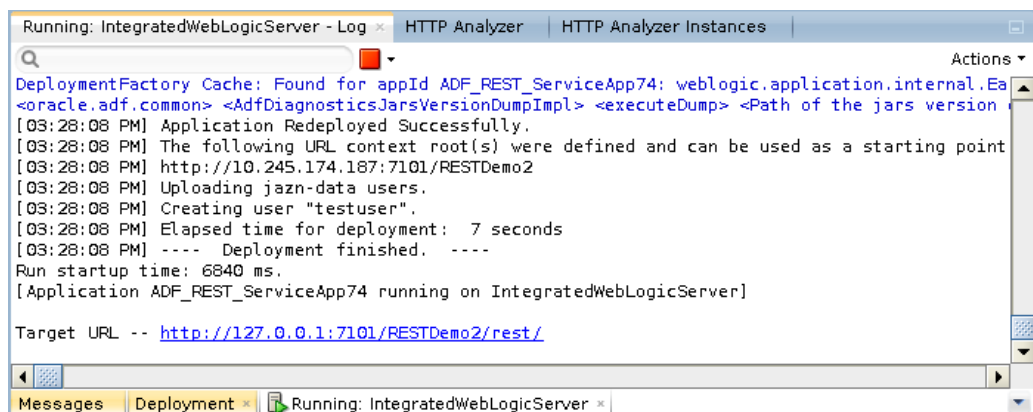 Running: IntegratedWebLogicServer - Log × HTTP Analyzer HTTP Analyzer Instances
Actions
DeploymentFactory Cache: Found for appId ADF_REST_ServiceApp74: weblogic.application.internal.Ea
<oracle.adf.common> <AdfDiagnosticsJarsVersionDumpImpl> <executeDump> <Path of the jars version
[03:28:08 PM] Application Redeployed Successfully.
[03:28:08 PM] The following URL context root(s) were defined and can be used as a starting point
[03:28:08 PM] http://10.245.174.187:7101/RESTDemo2
[03:28:08 PM] Uploading jazn-data users.
[03:28:08 PM] Creating user "testuser".
[03:28:08 PM] Elapsed time for deployment:  7 seconds
[03:28:08 PM] ----  Deployment finished.  ----
Run startup time: 6840 ms.
[Application ADF_REST_ServiceApp74 running on IntegratedWebLogicServer]
Target URL -- http://127.0.0.1:7101/RESTDemo2/rest/
Messages Deployment × Running: IntegratedWebLogicServer ×